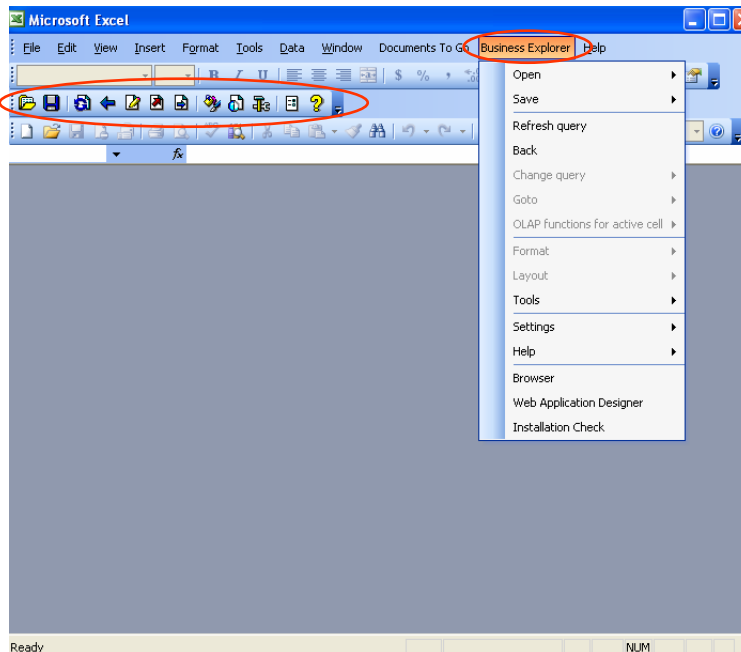 Microsoft Excel
File Edit View Insert Format Tools Data Window Documents To Go Business Explorer Help
B I U $ % ,
Open
Save
Refresh query
Back
Change query
Goto
OLAP functions for active cell
Format
Layout
Tools
Settings
Help
Browser
Web Application Designer
Installation Check
fx
Ready NUM